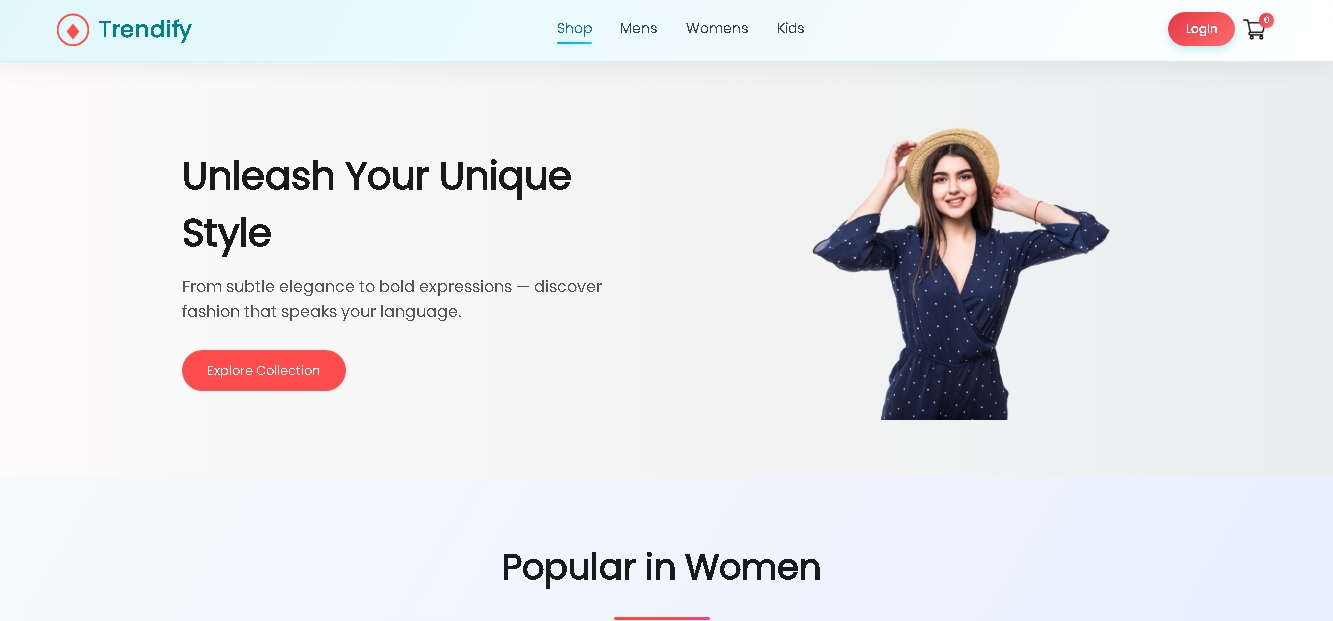 Trendify
Shop
Mens
Womens
Kids
Login
0
Unleash Your Unique
Style
From subtle elegance to bold expressions — discover
fashion that speaks your language.
Explore Collection
Popular in Women